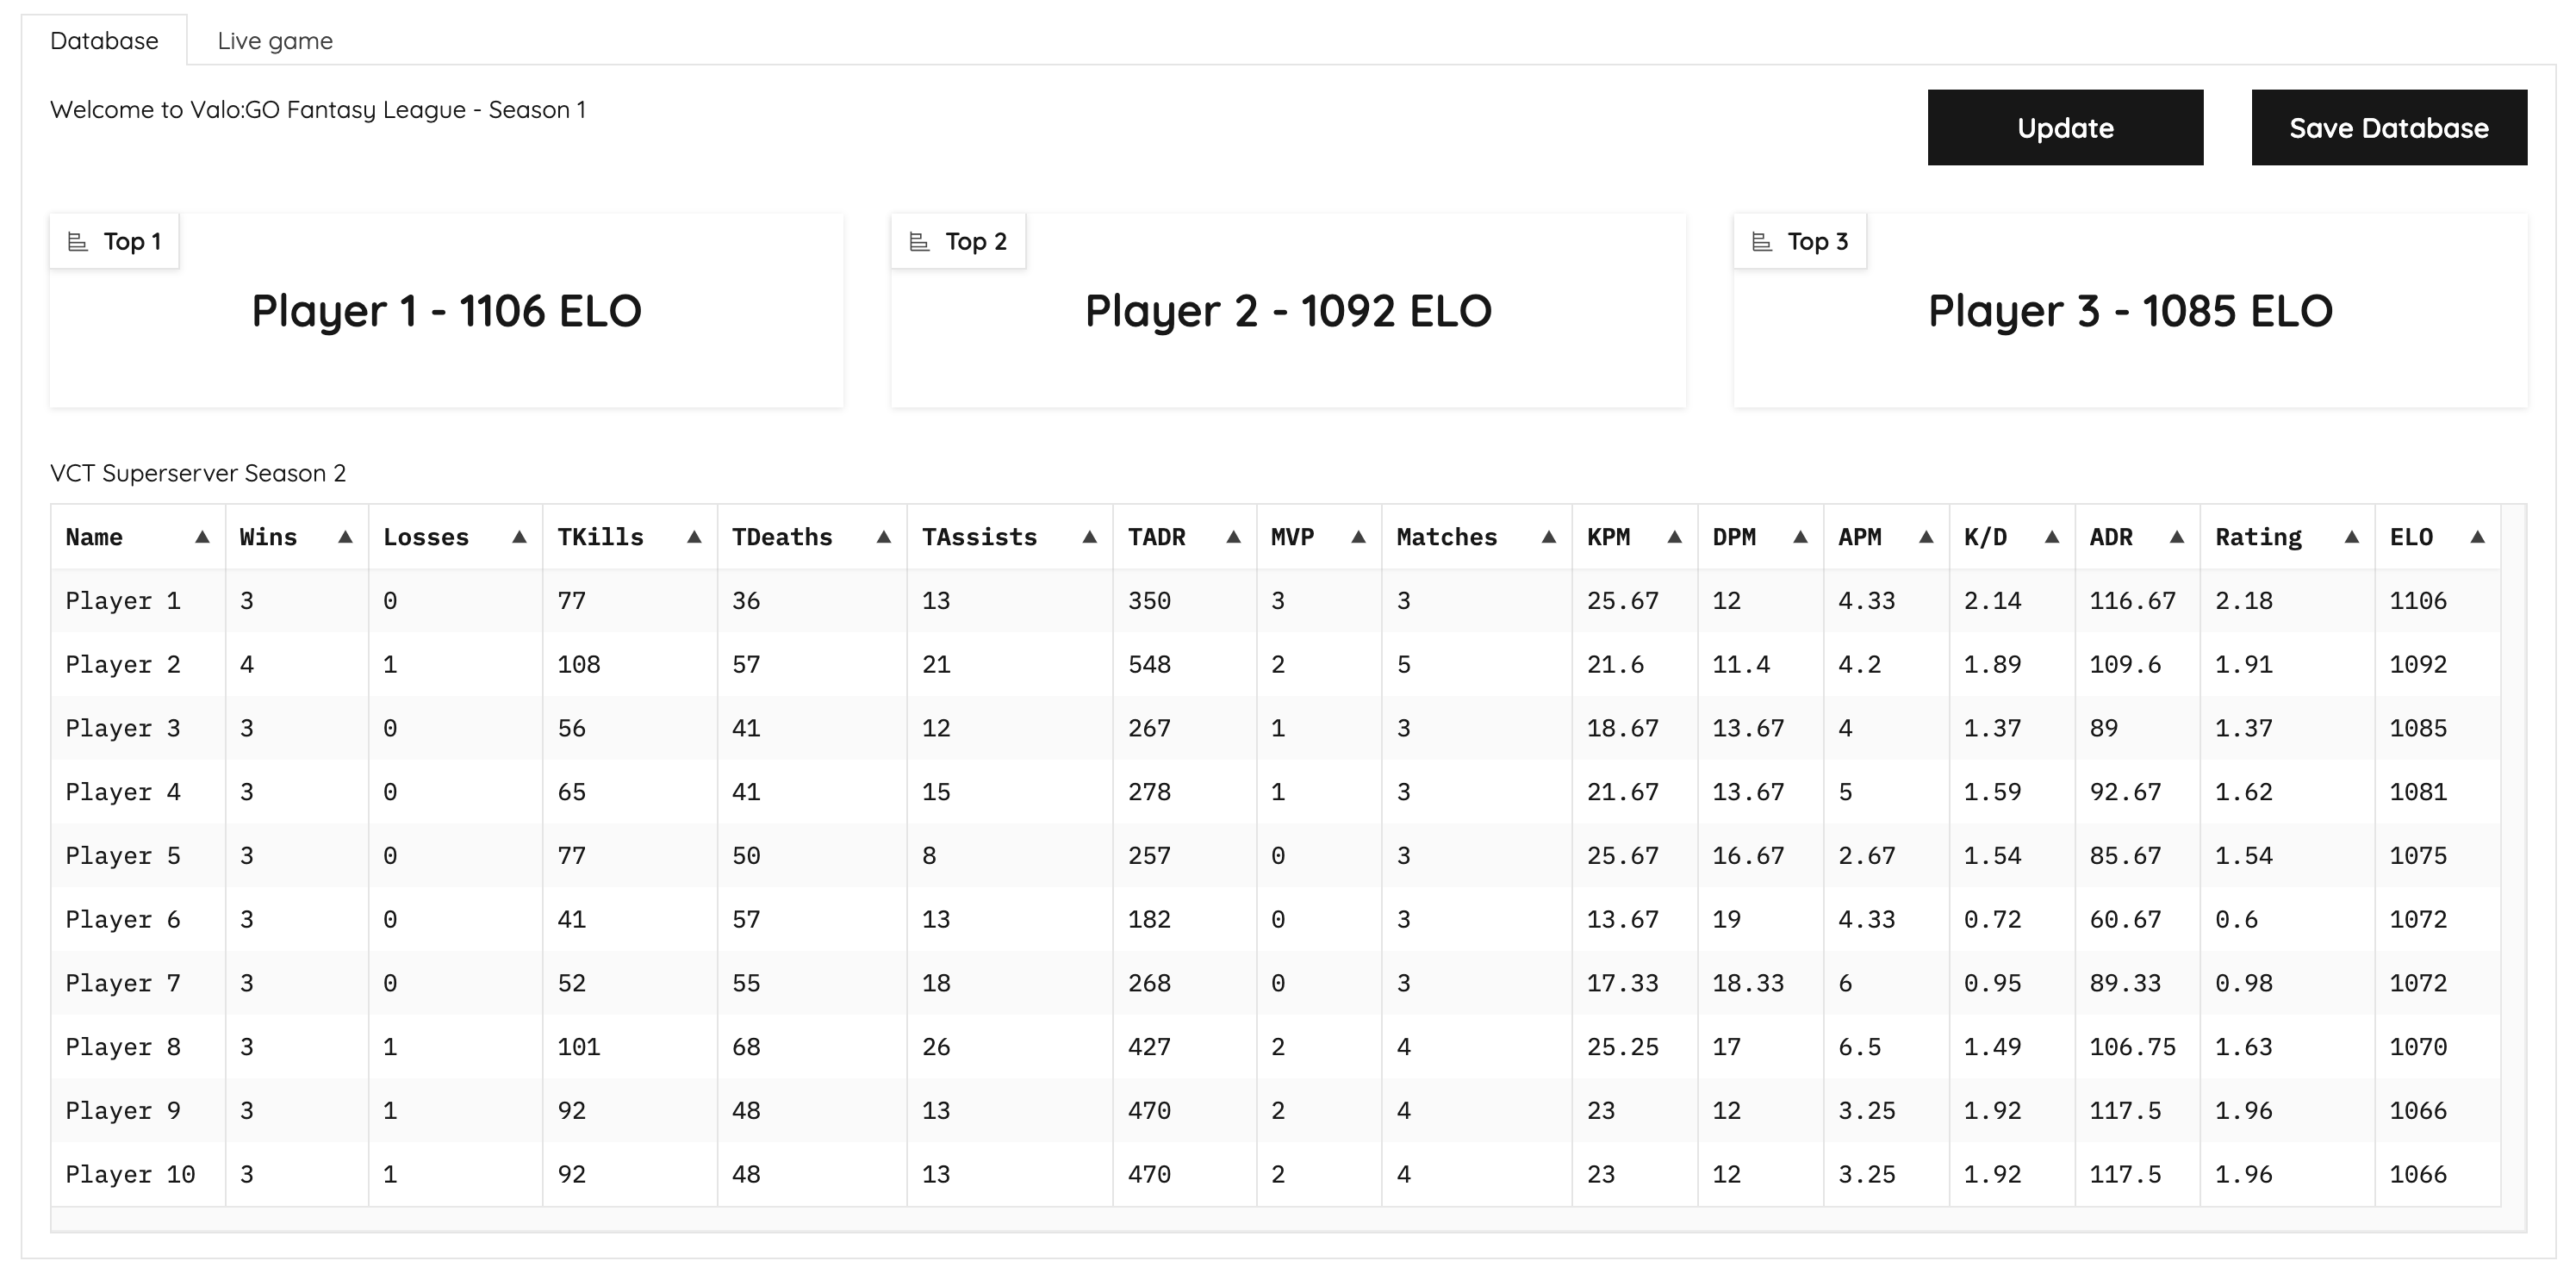 Database Live game
Welcome to Valo:GO Fantasy League - Season 1
Update Save Database
Top 1
Player 1 - 1106 ELO
Top 2
Player 2 - 1092 ELO
Top 3
Player 3 - 1085 ELO
VCT Superserver Season 2
Name Wins Losses TKills TDeaths TAssists TADR MVP Matches KPM DPM APM K/D ADR Rating ELO
Player 1 3 0 77 36 13 350 3 3 25.67 12 4.33 2.14 116.67 2.18 1106
Player 2 4 1 108 57 21 548 2 5 21.6 11.4 4.2 1.89 109.6 1.91 1092
Player 3 3 0 56 41 12 267 1 3 18.67 13.67 4 1.37 89 1.37 1085
Player 4 3 0 65 41 15 278 1 3 21.67 13.67 5 1.59 92.67 1.62 1081
Player 5 3 0 77 50 8 257 0 3 25.67 16.67 2.67 1.54 85.67 1.54 1075
Player 6 3 0 41 57 13 182 0 3 13.67 19 4.33 0.72 60.67 0.6 1072
Player 7 3 0 52 55 18 268 0 3 17.33 18.33 6 0.95 89.33 0.98 1072
Player 8 3 1 101 68 26 427 2 4 25.25 17 6.5 1.49 106.75 1.63 1070
Player 9 3 1 92 48 13 470 2 4 23 12 3.25 1.92 117.5 1.96 1066
Player 10 3 1 92 48 13 470 2 4 23 12 3.25 1.92 117.5 1.96 1066